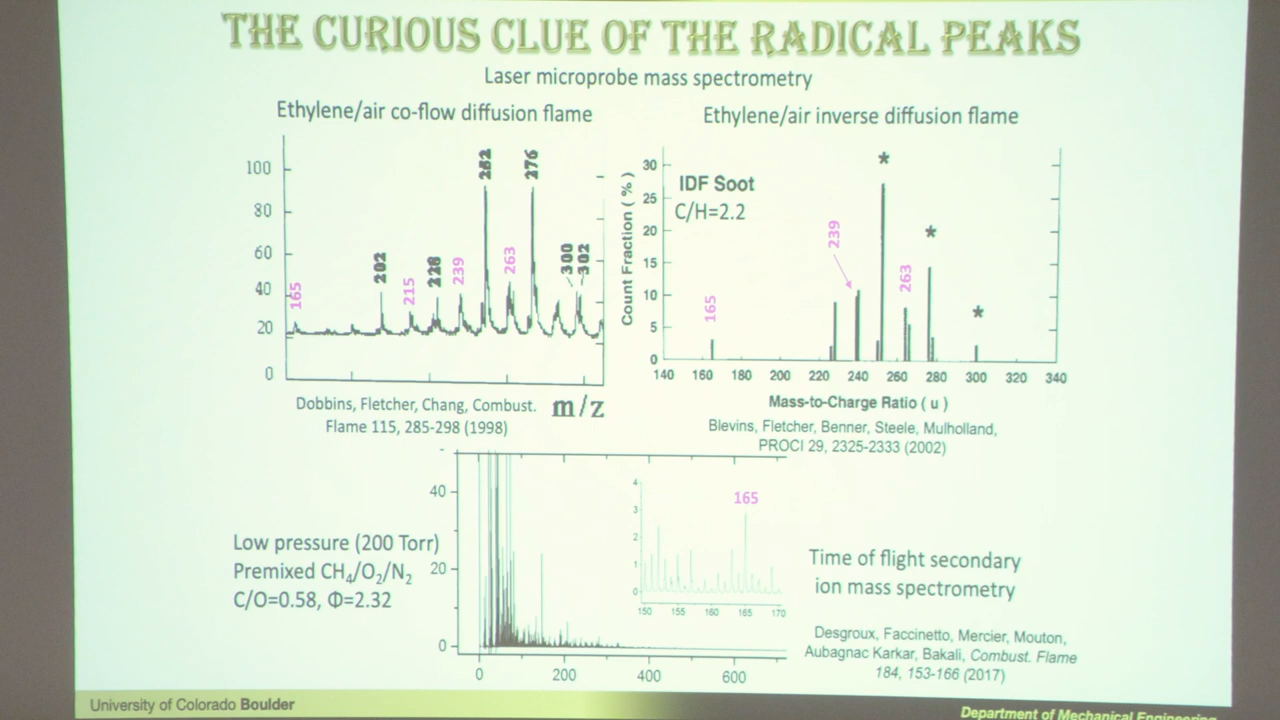 THE CURIOUS CLUE OF THE RADICAL PEAKS
Laser microprobe mass spectrometry
Ethylene/air co-flow diffusion flame
100
80
60
40
20
0
165
202
215
228
239
252
263
276
300
302
m/z
Dobbins, Fletcher, Chang, Combust.
Flame 115, 285-298 (1998)
Ethylene/air inverse diffusion flame
Count Fraction ( % )
30
25
20
15
10
5
0
IDF Soot
C/H=2.2
165
239
*
263
*
*
140 160 180 200 220 240 260 280 300 320 340
Mass-to-Charge Ratio ( u )
Blevins, Fletcher, Benner, Steele, Mulholland,
PROCI 29, 2325-2333 (2002)
Low pressure (200 Torr)
Premixed CH₄/O₂/N₂
C/O=0.58, Φ=2.32
40
20
0
0 200 400 600
4
3
2
1
0
165
150 155 160 165 170
Time of flight secondary
ion mass spectrometry
Desgroux, Faccinetto, Mercier, Mouton,
Aubagnac Karkar, Bakali, Combust. Flame
184, 153-166 (2017)
University of Colorado Boulder
Department of Mechanical Engineering